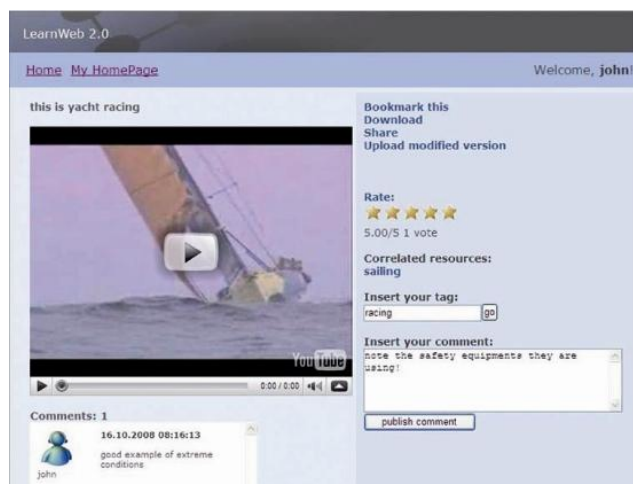 LearnWeb 2.0
Home My HomePage
Welcome, john!
this is yacht racing
YouTube
0:00 / 0:00
Comments: 1
16.10.2008 08:16:13
good example of extreme
conditions
john
Bookmark this
Download
Share
Upload modified version
Rate:
5.00/5 1 vote
Correlated resources:
sailing
Insert your tag:
racing go
Insert your comment:
note the safety equipments they are
using!
publish comment